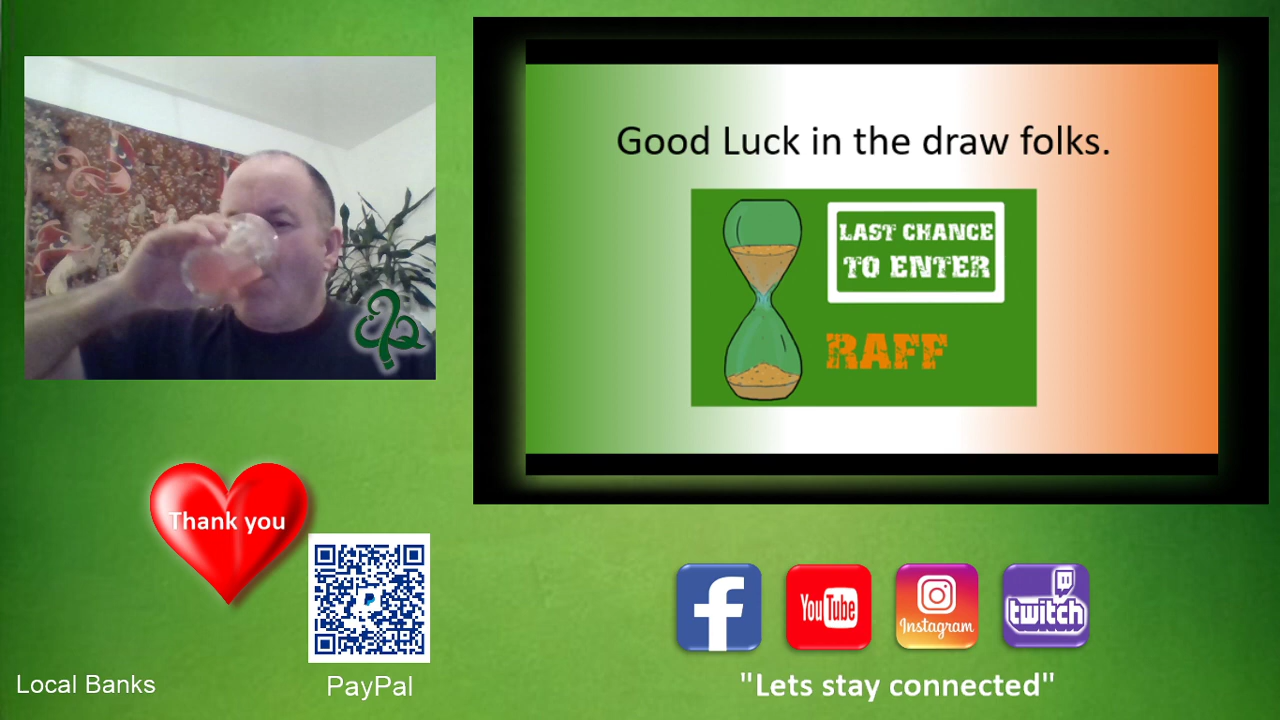 Good Luck in the draw folks.
LAST CHANCE
TO ENTER
RAFF
Thank you
Local Banks
PayPal
YouTube
Instagram
twitch
"Lets stay connected"